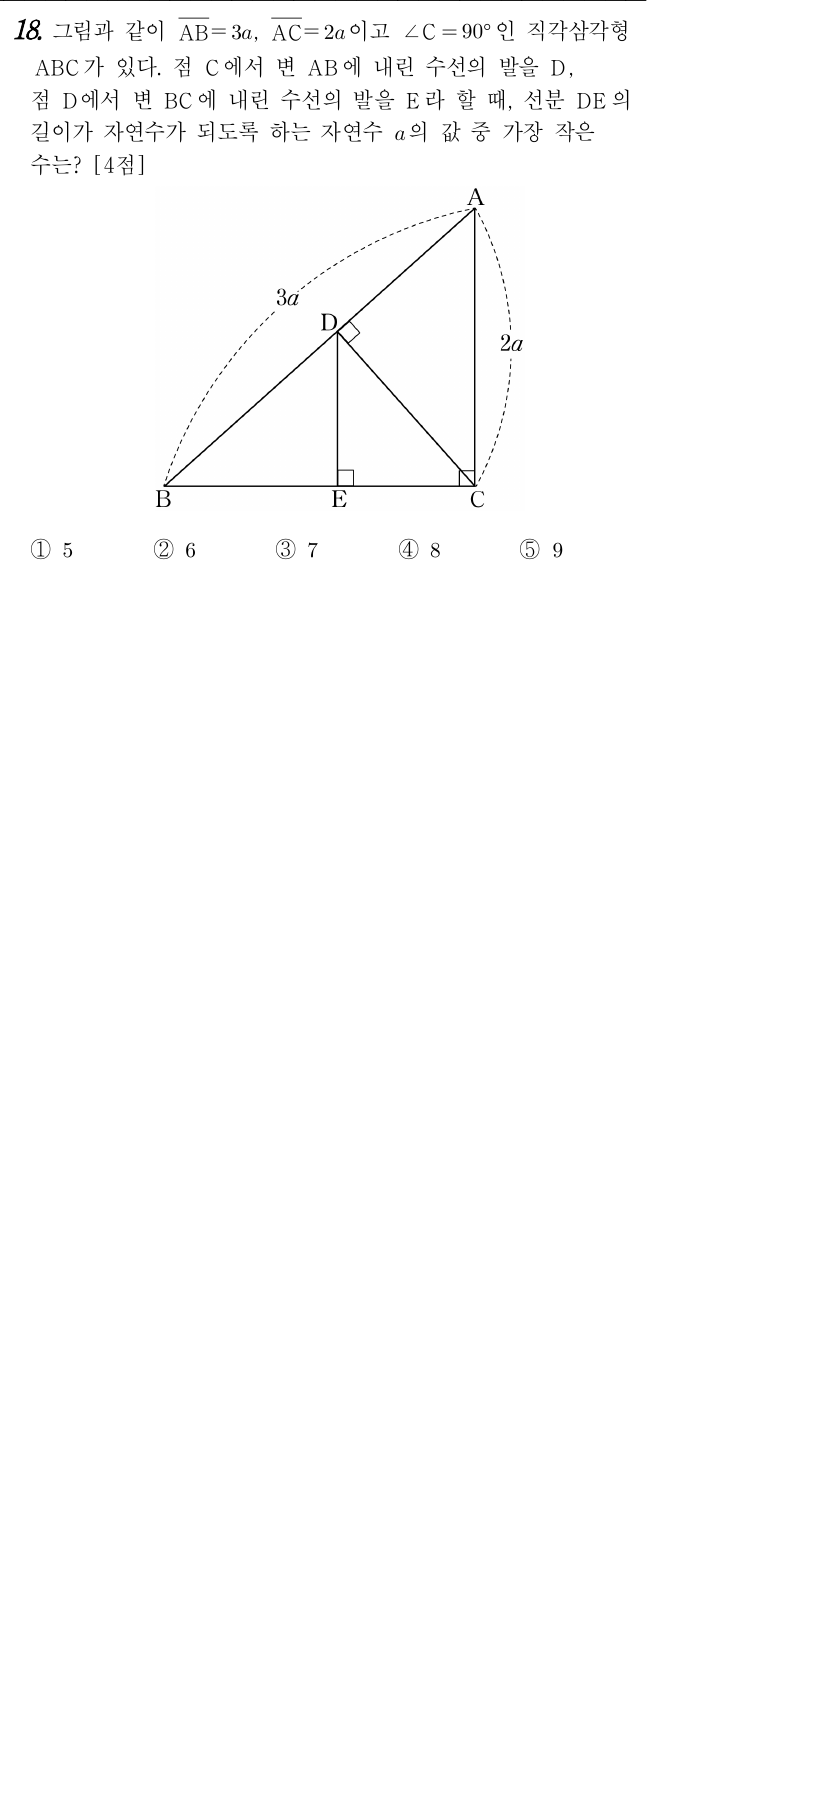 18. 그림과 같이 AB=3a, AC=2a이고 ∠C=90°인 직각삼각형
ABC가 있다. 점 C에서 변 AB에 내린 수선의 발을 D,
점 D에서 변 BC에 내린 수선의 발을 E라 할 때, 선분 DE의
길이가 자연수가 되도록 하는 자연수 a의 값 중 가장 작은
수는? [4점]
A
3a
D
2a
B E C
① 5 ② 6 ③ 7 ④ 8 ⑤ 9